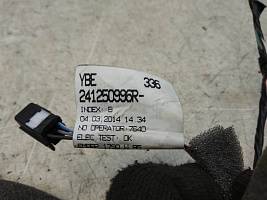 YBE 336
241250996R-
INDEX: B
04.03.2014 14:34
NO OPERATOR: 7640
ELEC TEST: OK